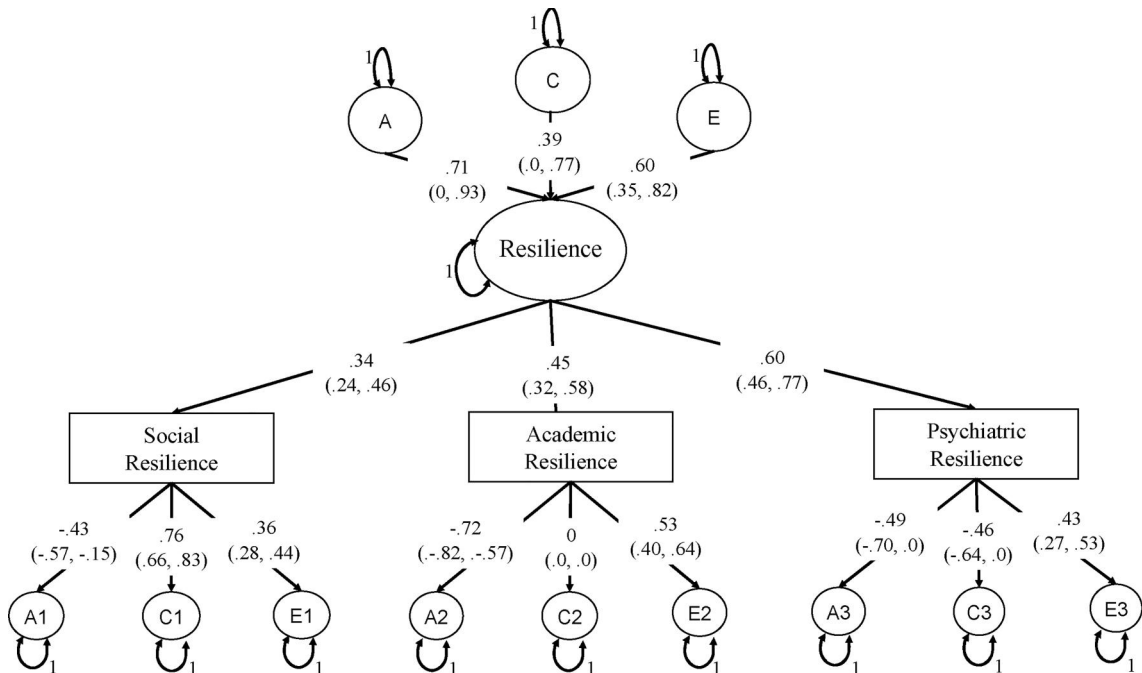 1
1
1
A
C
E
.71
(0, .93)
.39
(.0, .77)
.60
(.35, .82)
Resilience
1
.34
(.24, .46)
.45
(.32, .58)
.60
(.46, .77)
Social
Resilience
Academic
Resilience
Psychiatric
Resilience
-.43
(-.57, -.15)
.76
(.66, .83)
.36
(.28, .44)
-.72
(-.82, -.57)
0
(.0, .0)
.53
(.40, .64)
-.49
(-.70, .0)
-.46
(-.64, .0)
.43
(.27, .53)
A1
C1
E1
A2
C2
E2
A3
C3
E3
1
1
1
1
1
1
1
1
1